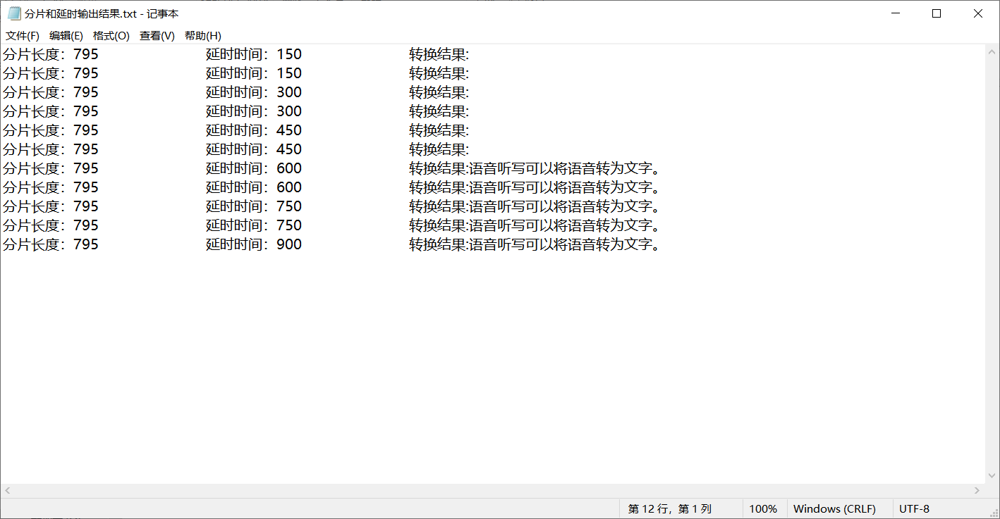 分片和延时输出结果.txt - 记事本
文件(F) 编辑(E) 格式(O) 查看(V) 帮助(H)
分片长度：795 延时时间：150 转换结果:
分片长度：795 延时时间：150 转换结果:
分片长度：795 延时时间：300 转换结果:
分片长度：795 延时时间：300 转换结果:
分片长度：795 延时时间：450 转换结果:
分片长度：795 延时时间：450 转换结果:
分片长度：795 延时时间：600 转换结果:语音听写可以将语音转为文字。
分片长度：795 延时时间：600 转换结果:语音听写可以将语音转为文字。
分片长度：795 延时时间：750 转换结果:语音听写可以将语音转为文字。
分片长度：795 延时时间：750 转换结果:语音听写可以将语音转为文字。
分片长度：795 延时时间：900 转换结果:语音听写可以将语音转为文字。
第 12 行，第 1 列 100% Windows (CRLF) UTF-8